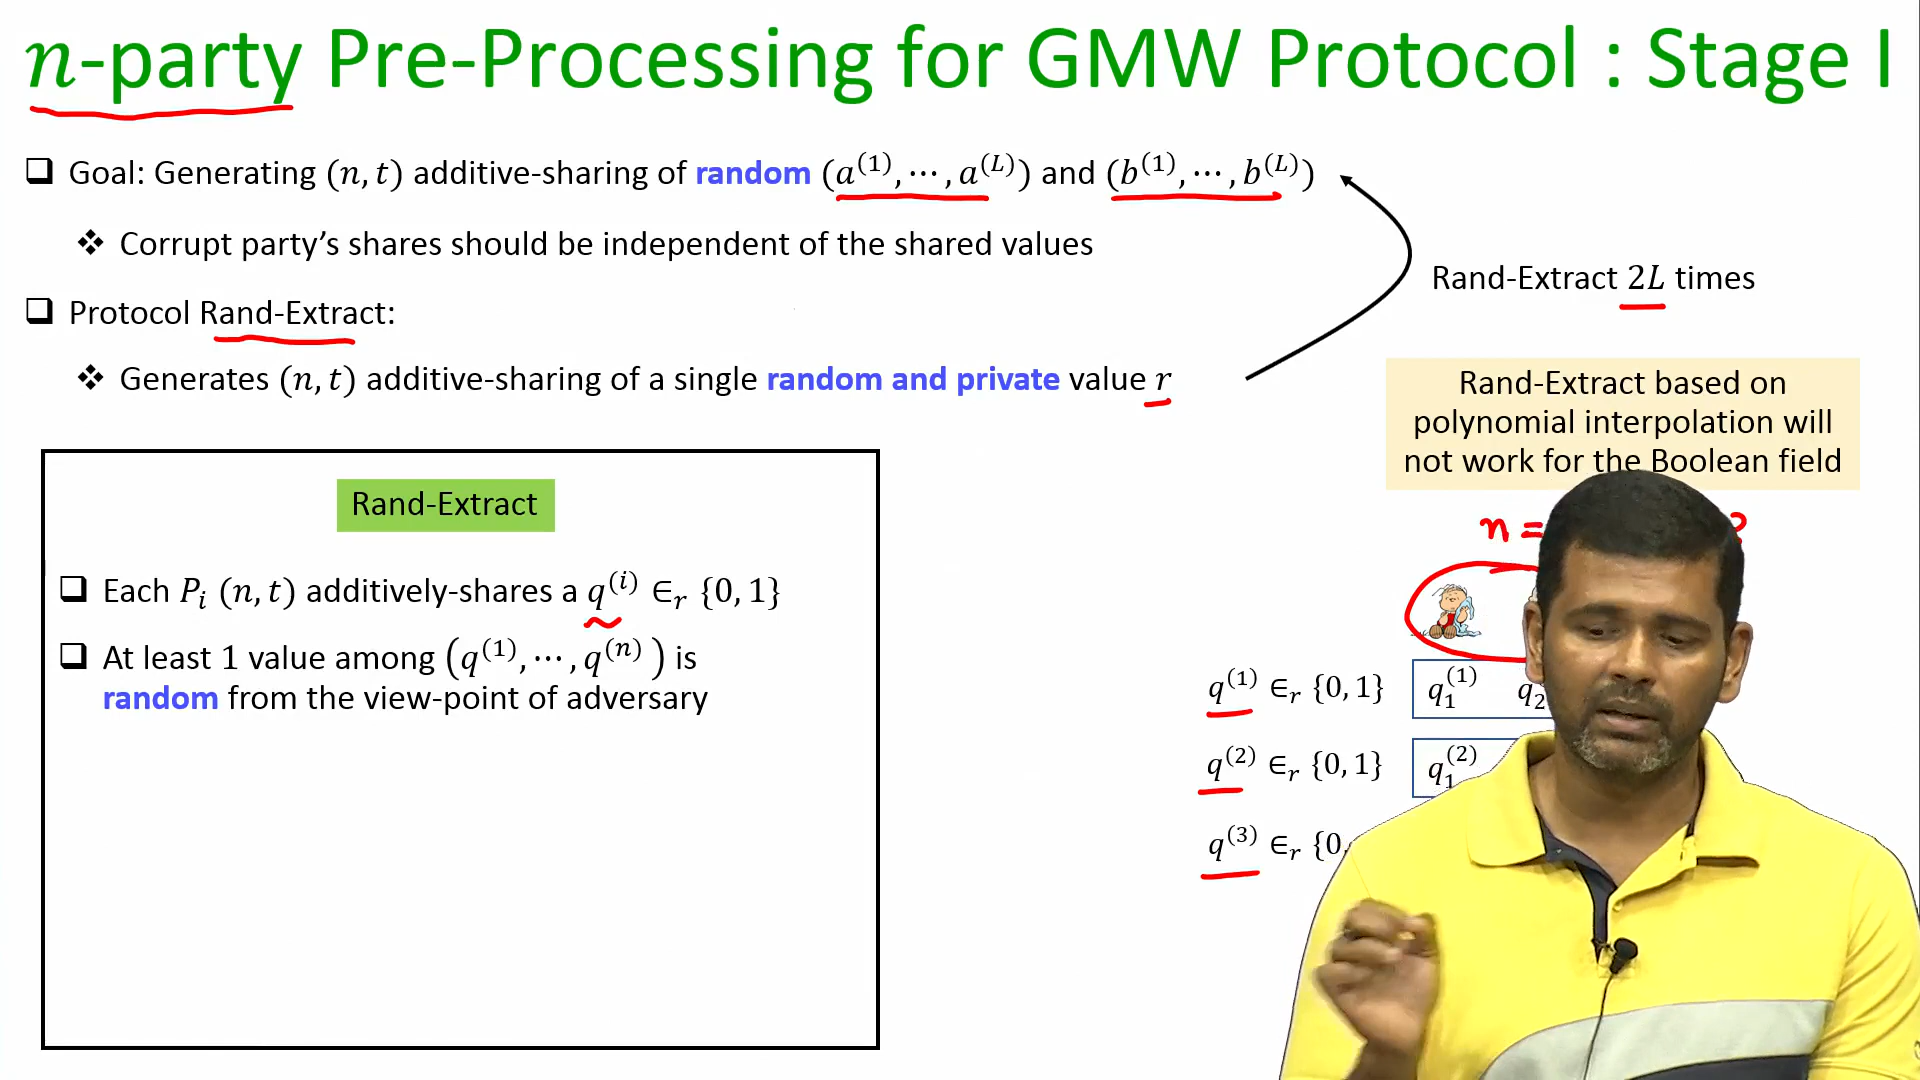 n-party Pre-Processing for GMW Protocol : Stage I
Goal: Generating (n, t) additive-sharing of random (a^(1), ⋯ , a^(L)) and (b^(1), ⋯ , b^(L))
Corrupt party's shares should be independent of the shared values
Rand-Extract 2L times
Protocol Rand-Extract:
Generates (n, t) additive-sharing of a single random and private value r
Rand-Extract based on
polynomial interpolation will
not work for the Boolean field
Rand-Extract
n =
Each P_i (n, t) additively-shares a q^(i) ∈_r {0, 1}
At least 1 value among (q^(1), ⋯ , q^(n)) is
random from the view-point of adversary
q^(1) ∈_r {0, 1} q_1^(1) q_2
q^(2) ∈_r {0, 1} q_1^(2)
q^(3) ∈_r {0,